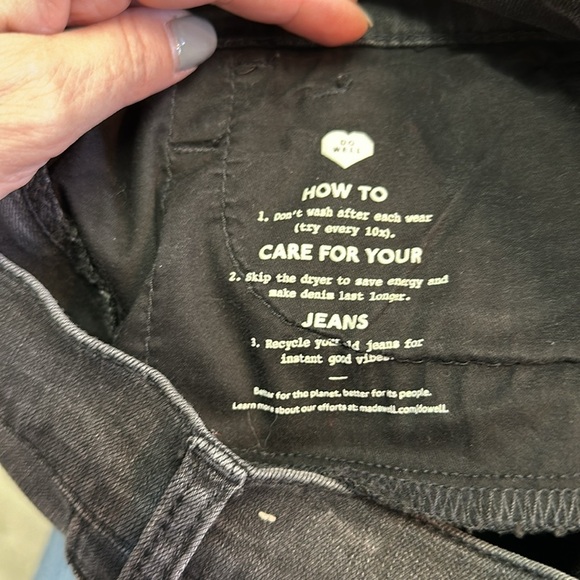 DO
WELL
HOW TO
1. Don't wash after each wear
(try every 10x).
CARE FOR YOUR
2. Skip the dryer to save energy and
make denim last longer.
JEANS
3. Recycle your old jeans for
instant good vibes.
Better for the planet, better for its people.
Learn more about our efforts at: madewell.com/dowell.